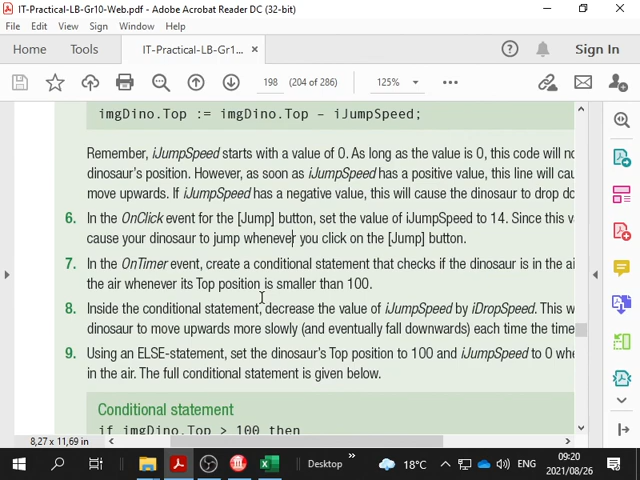 IT-Practical-LB-Gr10-Web.pdf - Adobe Acrobat Reader DC (32-bit)
File Edit View Sign Window Help
Home Tools IT-Practical-LB-Gr1... × Sign In
198 (204 of 286) 125%
imgDino.Top := imgDino.Top – iJumpSpeed;
Remember, iJumpSpeed starts with a value of 0. As long as the value is 0, this code will no
dinosaur's position. However, as soon as iJumpSpeed has a positive value, this line will cau
move upwards. If iJumpSpeed has a negative value, this will cause the dinosaur to drop do
6. In the OnClick event for the [Jump] button, set the value of iJumpSpeed to 14. Since this v
cause your dinosaur to jump whenever you click on the [Jump] button.
7. In the OnTimer event, create a conditional statement that checks if the dinosaur is in the ai
the air whenever its Top position is smaller than 100.
8. Inside the conditional statement, decrease the value of iJumpSpeed by iDropSpeed. This w
dinosaur to move upwards more slowly (and eventually fall downwards) each time the time
9. Using an ELSE-statement, set the dinosaur's Top position to 100 and iJumpSpeed to 0 whe
in the air. The full conditional statement is given below.
Conditional statement
if imgDino.Top > 100 then
8,27 x 11,69 in
Desktop 18°C ENG 09:20
2021/08/26